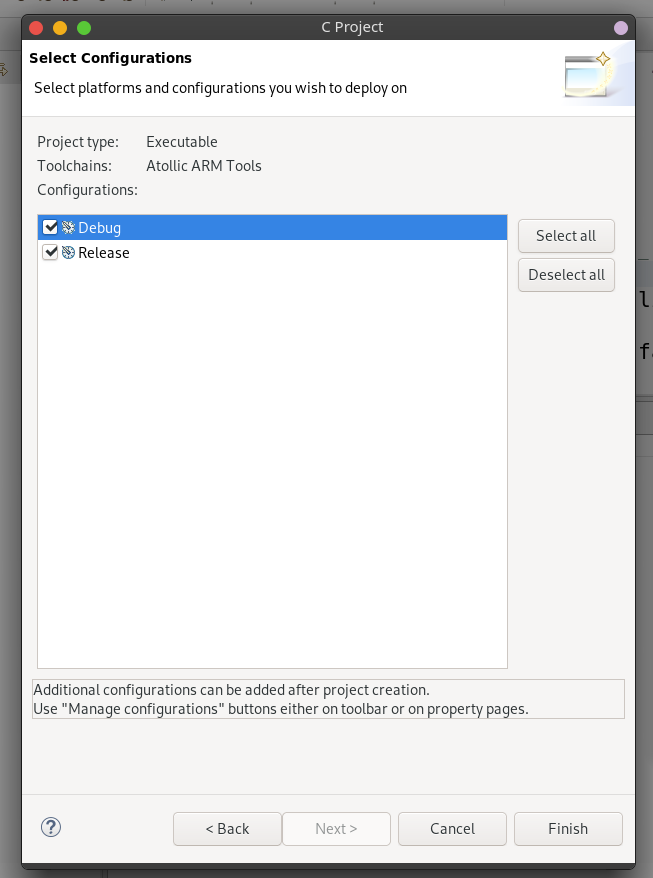 C Project
Select Configurations
Select platforms and configurations you wish to deploy on
Project type: Executable
Toolchains: Atollic ARM Tools
Configurations:
Debug
Release
Select all
Deselect all
Additional configurations can be added after project creation.
Use "Manage configurations" buttons either on toolbar or on property pages.
? < Back Next > Cancel Finish